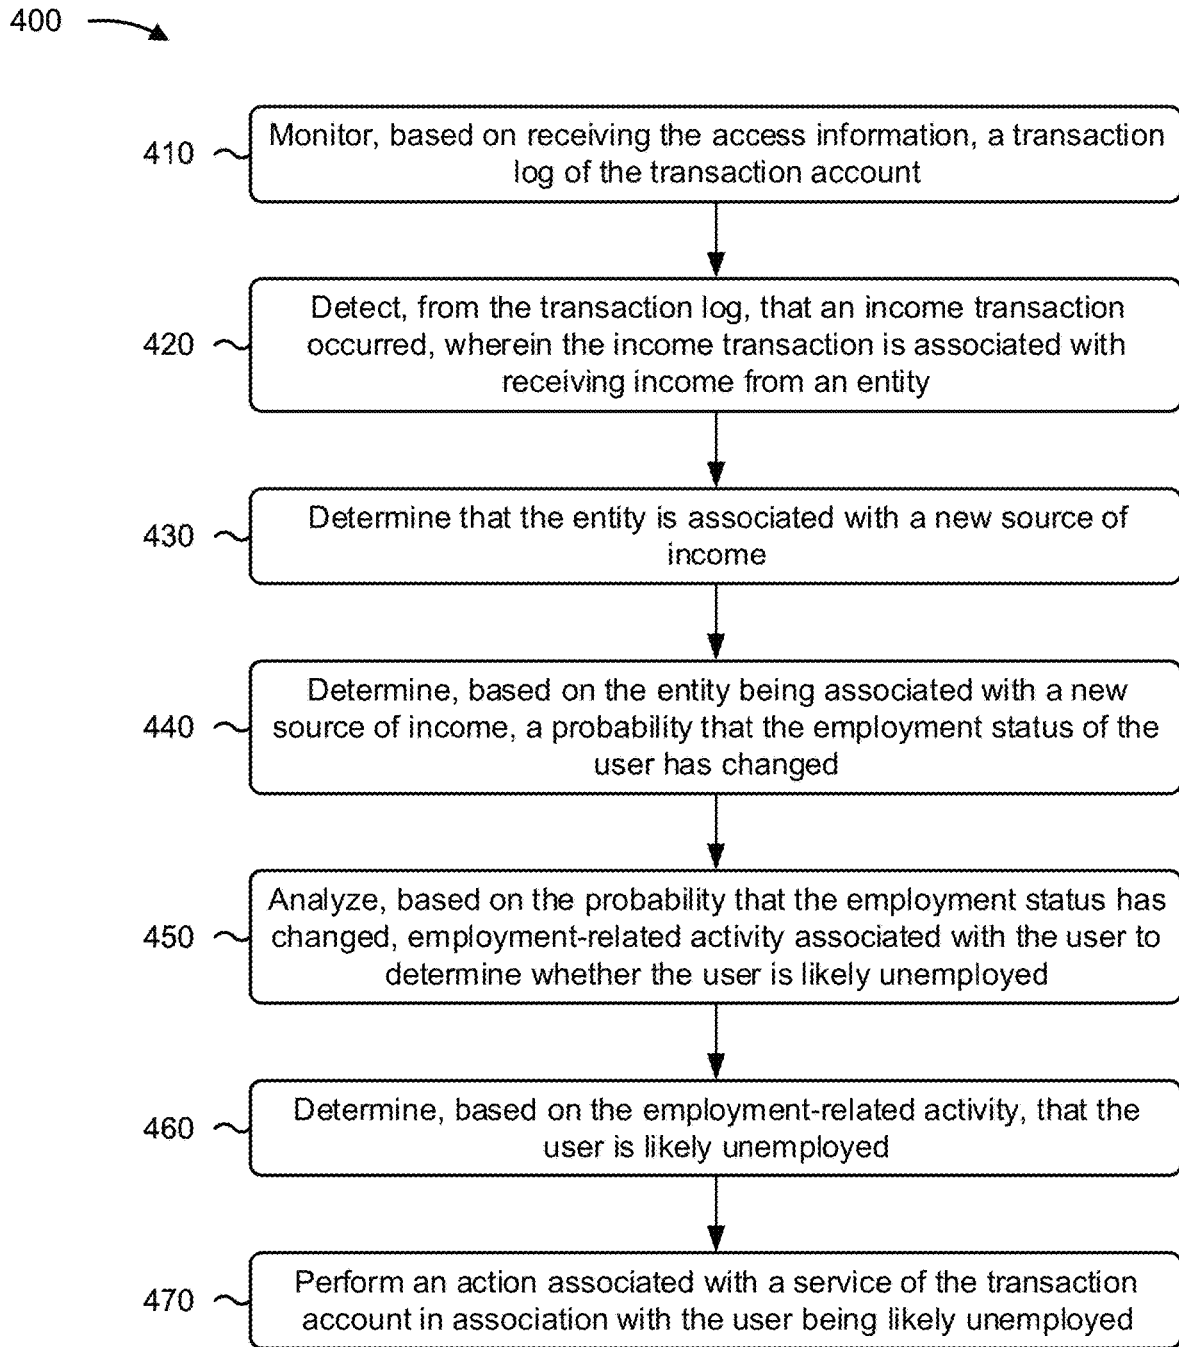 400
410
Monitor, based on receiving the access information, a transaction
log of the transaction account
420
Detect, from the transaction log, that an income transaction
occurred, wherein the income transaction is associated with
receiving income from an entity
430
Determine that the entity is associated with a new source of
income
440
Determine, based on the entity being associated with a new
source of income, a probability that the employment status of the
user has changed
450
Analyze, based on the probability that the employment status has
changed, employment-related activity associated with the user to
determine whether the user is likely unemployed
460
Determine, based on the employment-related activity, that the
user is likely unemployed
470
Perform an action associated with a service of the transaction
account in association with the user being likely unemployed